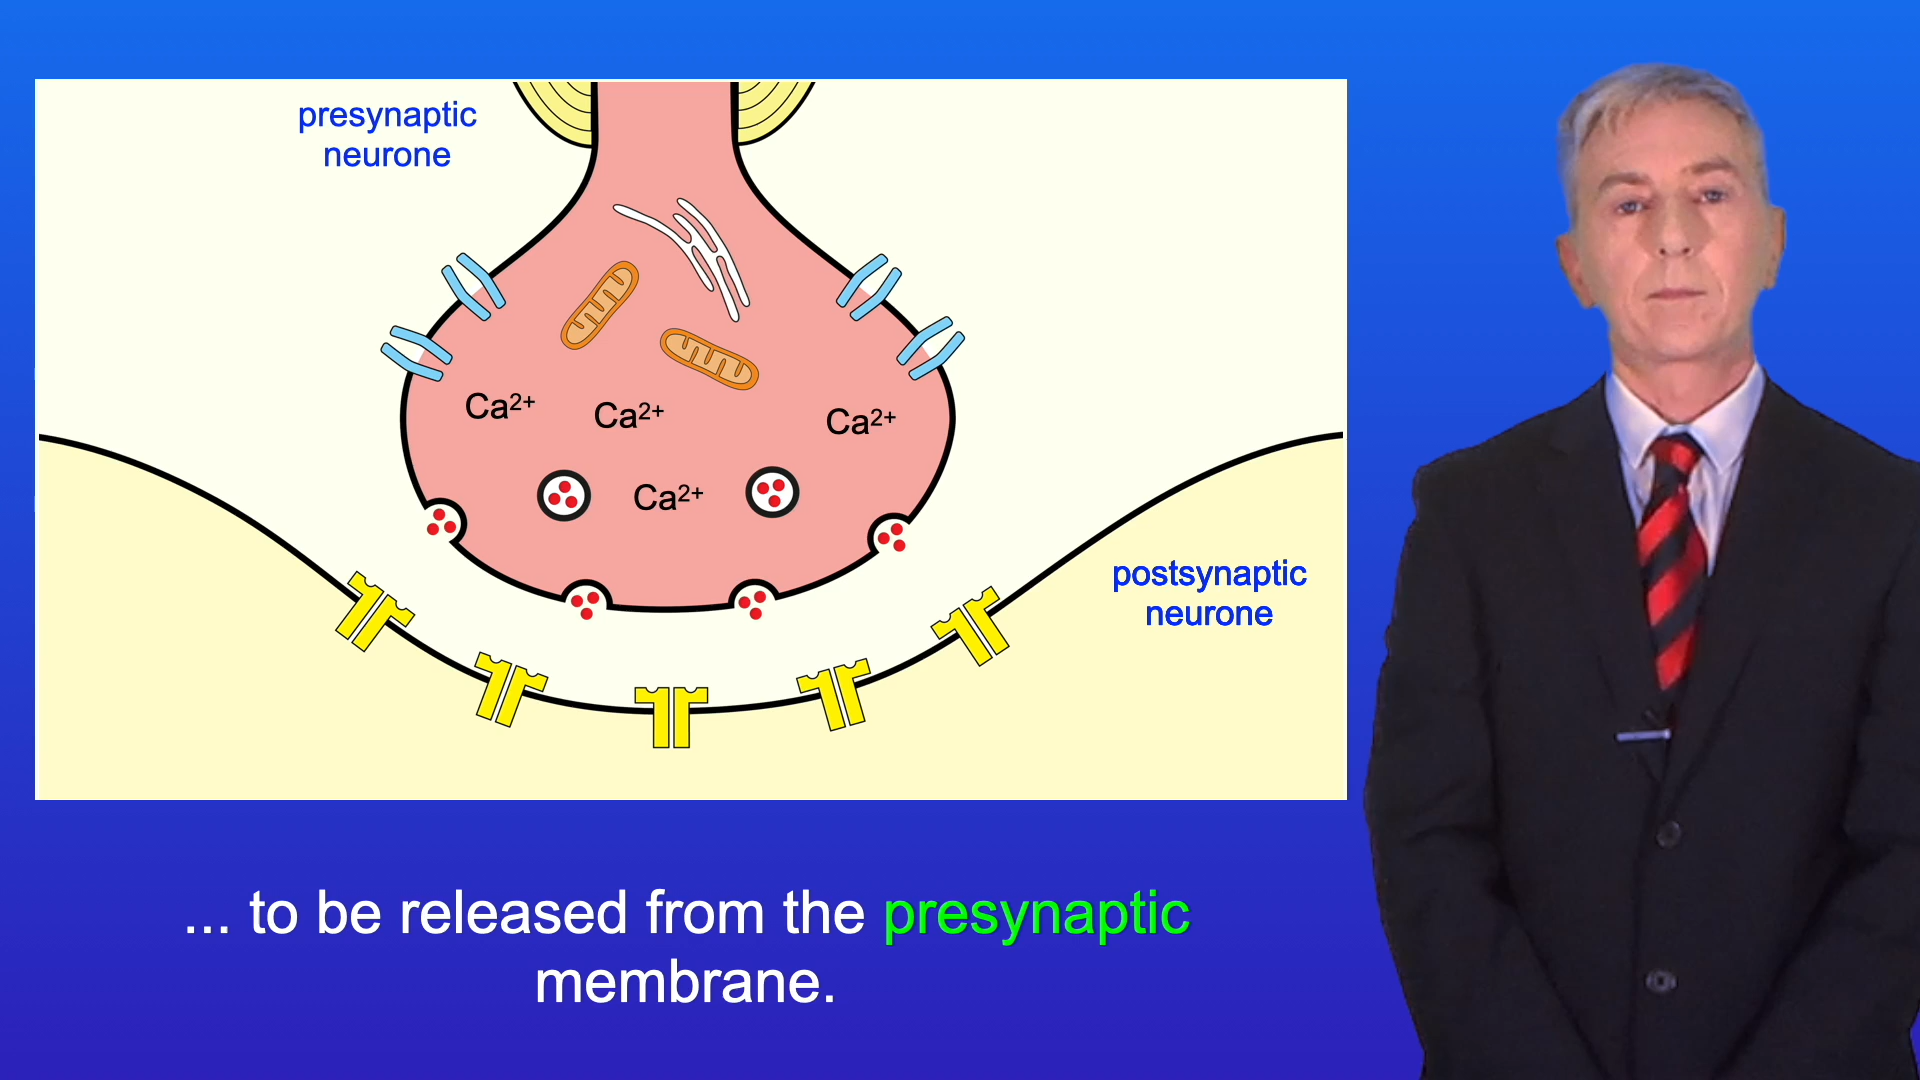 presynaptic
neurone
Ca²⁺
Ca²⁺
Ca²⁺
Ca²⁺
postsynaptic
neurone
... to be released from the presynaptic
membrane.